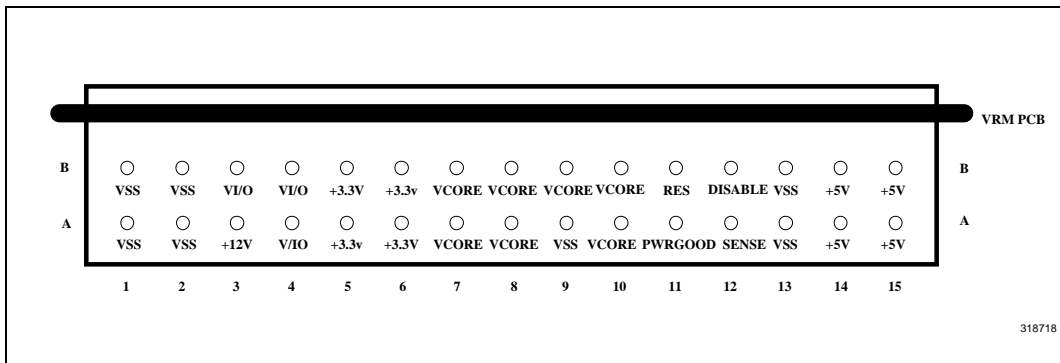 VRM PCB
B B
VSS VSS VI/O VI/O +3.3V +3.3v VCORE VCORE VCORE VCORE RES DISABLE VSS +5V +5V
A A
VSS VSS +12V V/IO +3.3v +3.3V VCORE VCORE VSS VCORE PWRGOOD SENSE VSS +5V +5V
1 2 3 4 5 6 7 8 9 10 11 12 13 14 15
318718